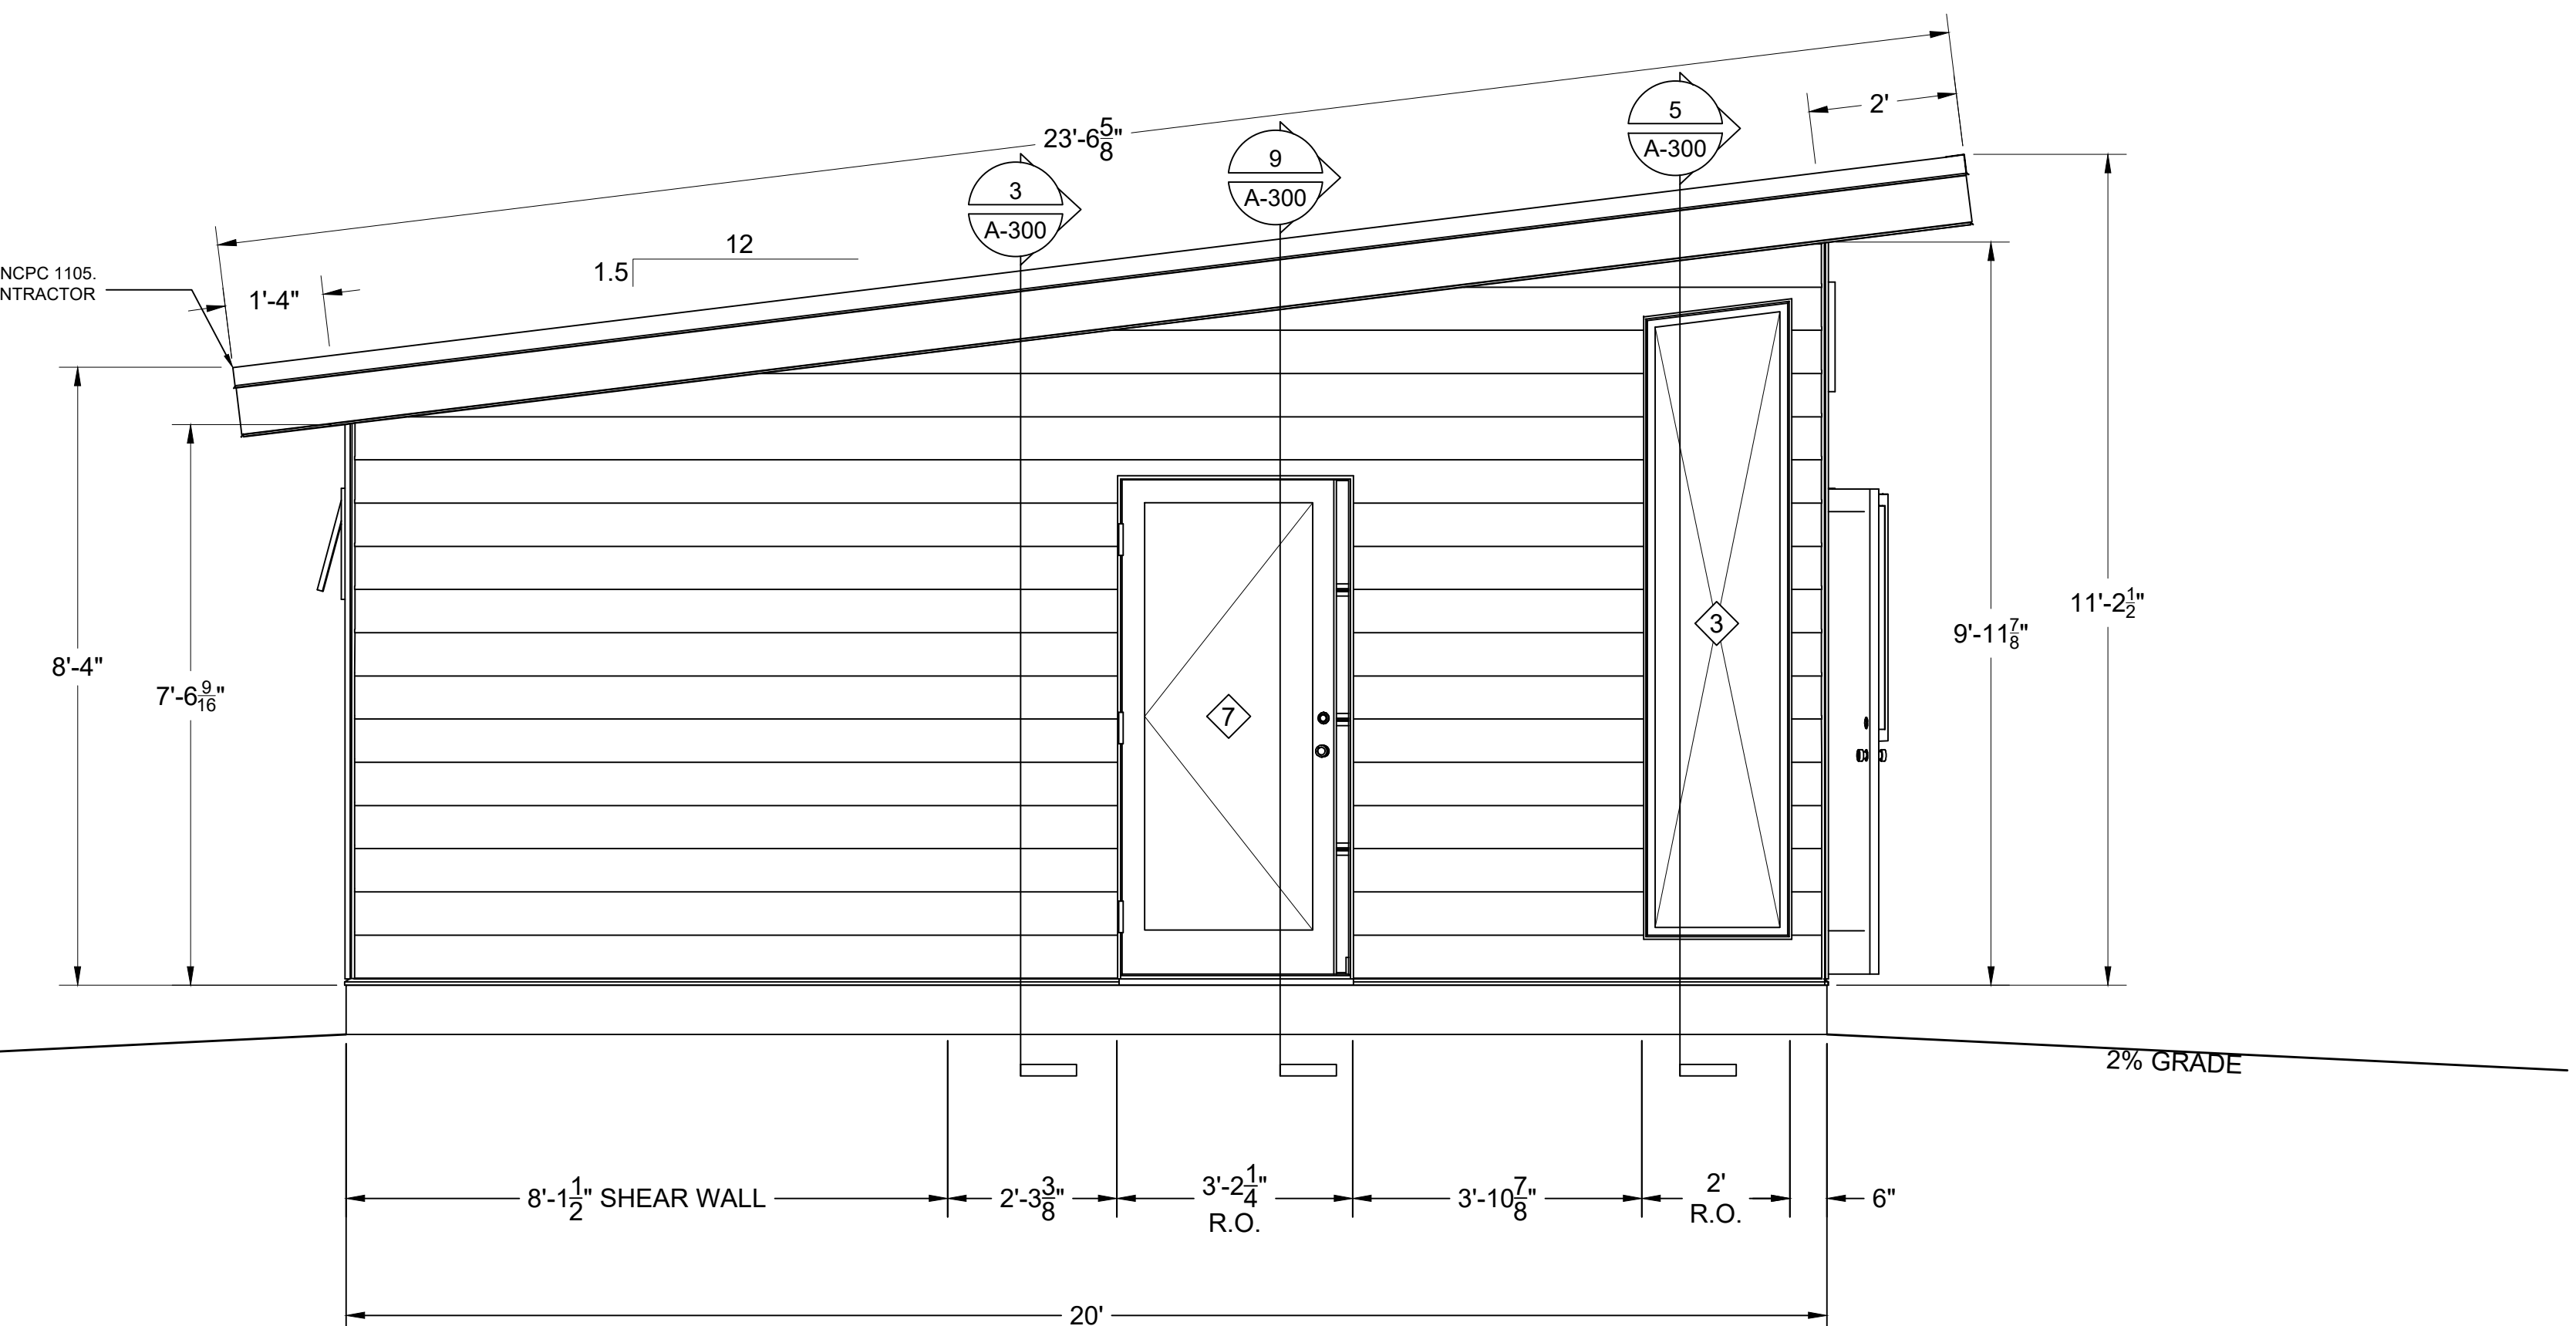 23'-6 5/8"
2'
5
A-300
9
A-300
3
A-300
12
1.5
NCPC 1105.
NTRACTOR
1'-4"
8'-4"
7'-6 9/16"
7
3
9'-11 7/8"
11'-2 1/2"
2% GRADE
8'-1 1/2" SHEAR WALL
2'-3 3/8"
3'-2 1/4"
R.O.
3'-10 7/8"
2'
R.O.
6"
20'